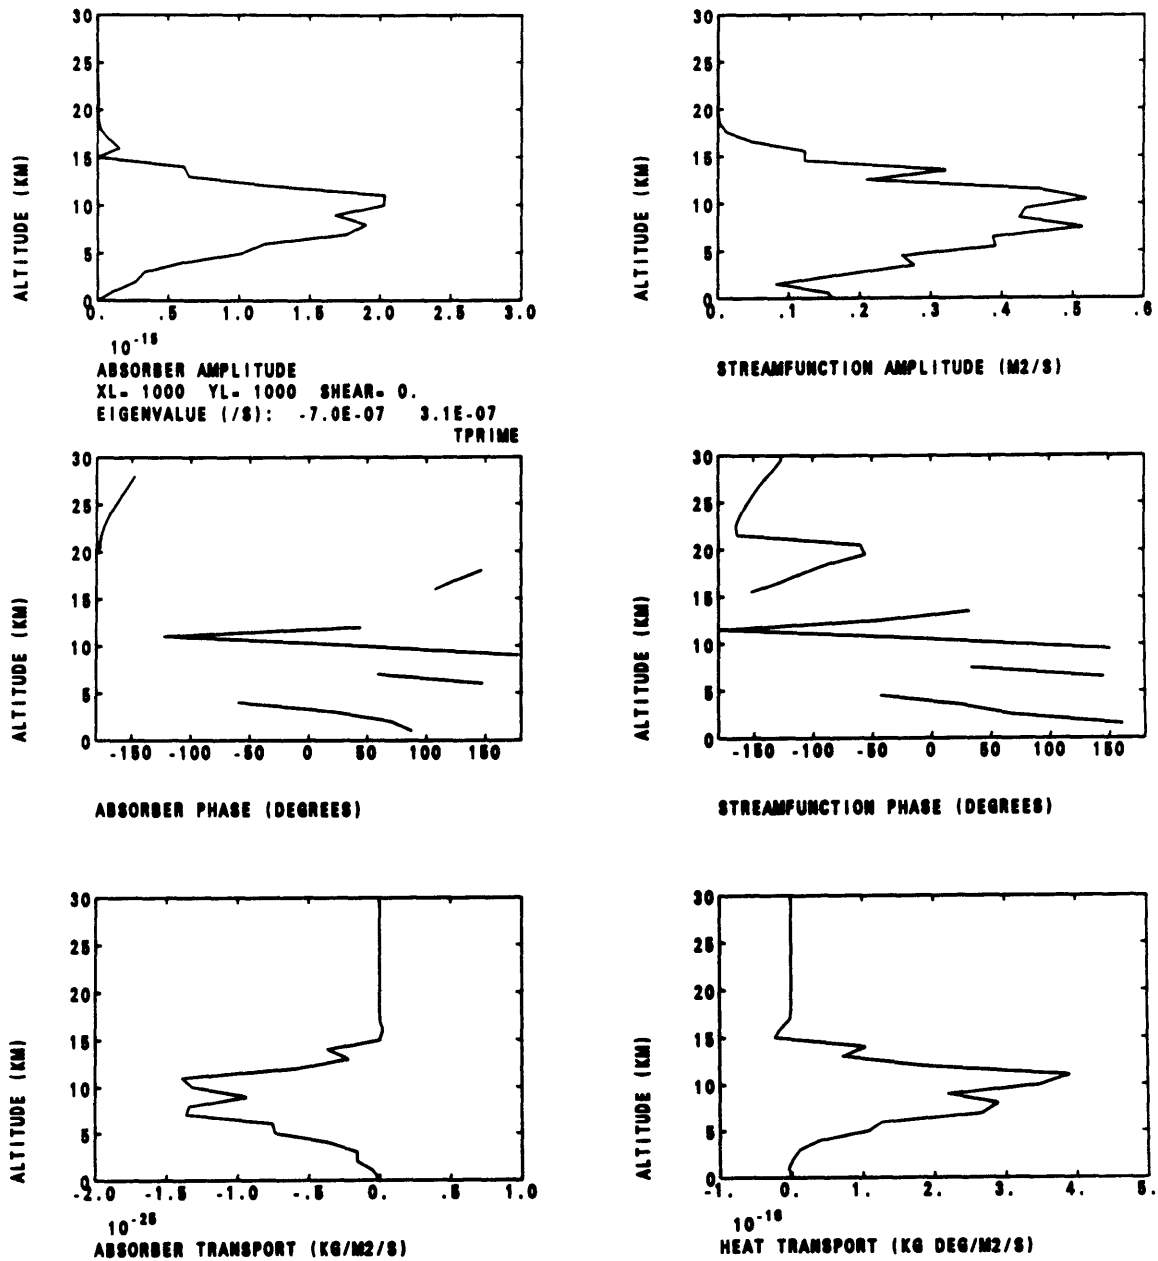 30
25
20
15
10
5
0
ALTITUDE (KM)
0. .5 1.0 1.5 2.0 2.5 3.0
10-15
ABSORBER AMPLITUDE
XL= 1000 YL= 1000 SHEAR= 0.
EIGENVALUE (/S): -7.0E-07 3.1E-07
TPRIME
30
25
20
15
10
5
0
ALTITUDE (KM)
0. .1 .2 .3 .4 .5 .6
STREAMFUNCTION AMPLITUDE (M2/S)
30
25
20
15
10
5
0
ALTITUDE (KM)
-150 -100 -50 0 50 100 150
ABSORBER PHASE (DEGREES)
30
25
20
15
10
5
0
ALTITUDE (KM)
-150 -100 -50 0 50 100 150
STREAMFUNCTION PHASE (DEGREES)
30
25
20
15
10
5
0
ALTITUDE (KM)
-2.0 -1.5 -1.0 -.5 0. .5 1.0
ABSORBER TRANSPORT (KG/M2/S)
30
25
20
15
10
5
0
ALTITUDE (KM)
-1. 0. 1. 2. 3. 4. 5.
HEAT TRANSPORT (KG DEG/M2/S)